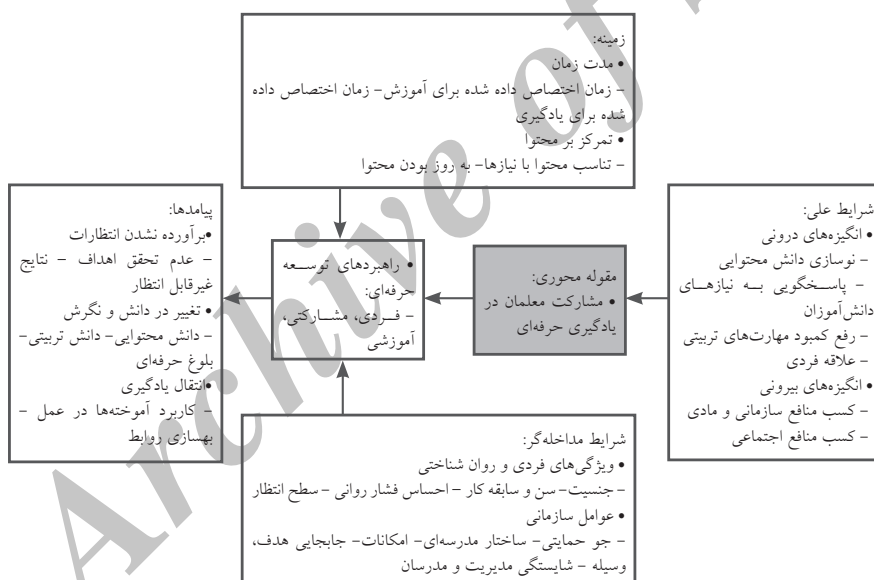 زمینه:
• مدت زمان
- زمان اختصاص داده شده برای آموزش- زمان اختصاص داده
شده برای یادگیری
• تمرکز بر محتوا
- تناسب محتوا با نیازها- به روز بودن محتوا
شرایط علی:
• انگیزه‌های درونی
- نوسازی دانش محتوایی
- پاسخگویی به نیازهای
دانش‌آموزان
- رفع کمبود مهارت‌های تربیتی
- علاقه فردی
• انگیزه‌های بیرونی
- کسب منافع سازمانی و مادی
- کسب منافع اجتماعی
مقوله محوری:
• مشارکت معلمان در
یادگیری حرفه‌ای
• راهبردهای توسعه
حرفه‌ای:
- فردی، مشارکتی،
آموزشی
پیامدها:
•برآورده نشدن انتظارات
- عدم تحقق اهداف - نتایج
غیرقابل انتظار
• تغییر در دانش و نگرش
- دانش محتوایی- دانش تربیتی-
بلوغ حرفه‌ای
•انتقال یادگیری
- کاربرد آموخته‌ها در عمل -
بهسازی روابط
شرایط مداخله‌گر:
• ویژگی‌های فردی و روان شناختی
- جنسیت- سن و سابقه کار - احساس فشار روانی - سطح انتظار
• عوامل سازمانی
- جو حمایتی- ساختار مدرسه‌ای- امکانات- جابجایی هدف،
وسیله - شایستگی مدیریت و مدرسان
Archive of